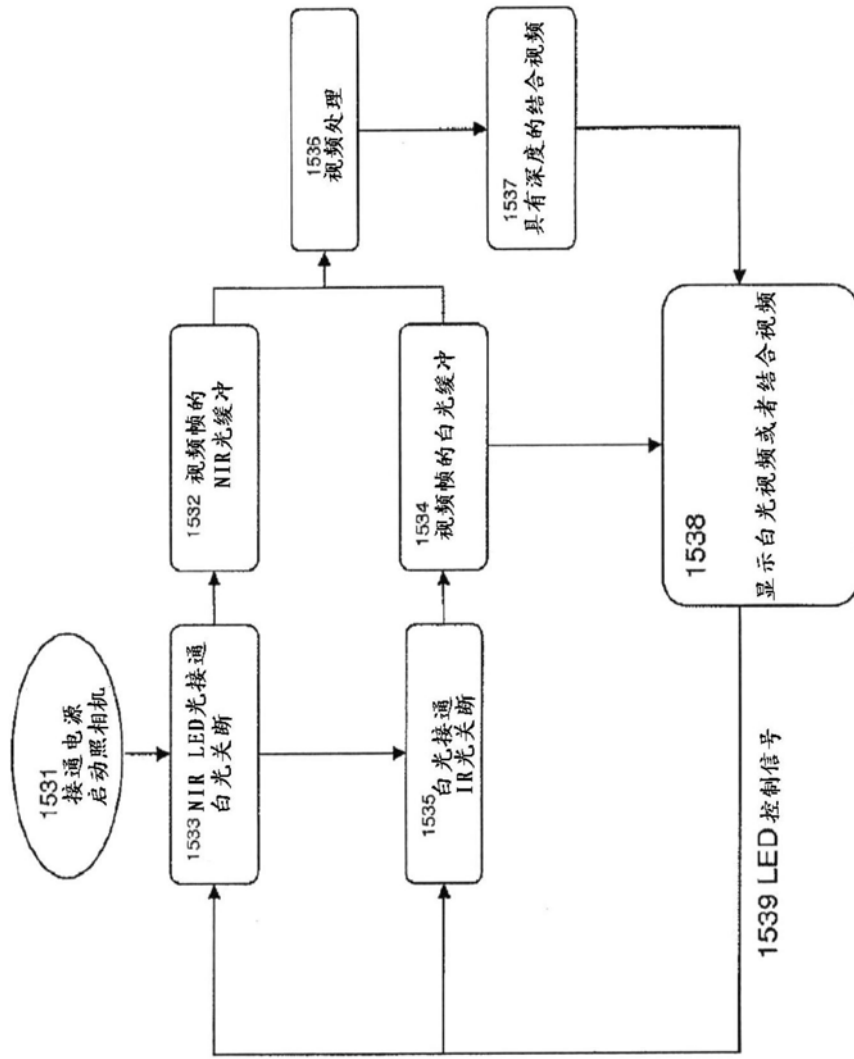 1531
接通电源
启动照相机
1533 NIR LED光接通
白光关断
1532 视频帧的
NIR光缓冲
1535 白光接通
IR光关断
1534
视频帧的白光缓冲
1536
视频处理
1537
具有深度的结合视频
1538
显示白光视频或者结合视频
1539 LED 控制信号